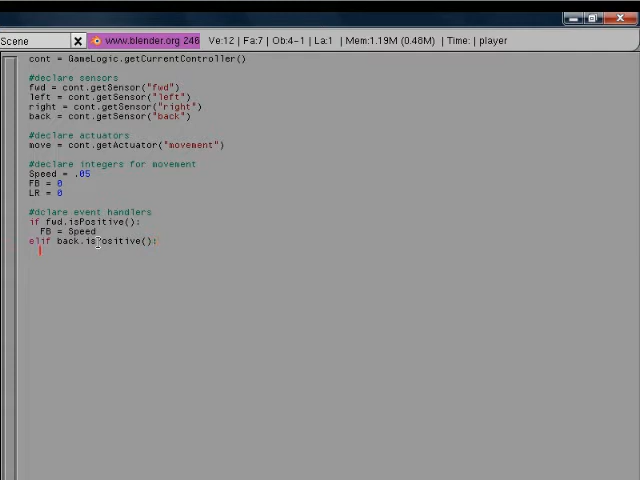 Scene X www.blender.org 246 Ve:12 | Fa:7 | Ob:4-1 | La:1 | Mem:1.19M (0.48M) | Time: | player
cont = GameLogic.getCurrentController()
#declare sensors
fwd = cont.getSensor("fwd")
left = cont.getSensor("left")
right = cont.getSensor("right")
back = cont.getSensor("back")
#declare actuators
move = cont.getActuator("movement")
#declare integers for movement
Speed = .05
FB = 0
LR = 0
#dclare event handlers
if fwd.isPositive():
FB = Speed
elif back.isPositive():